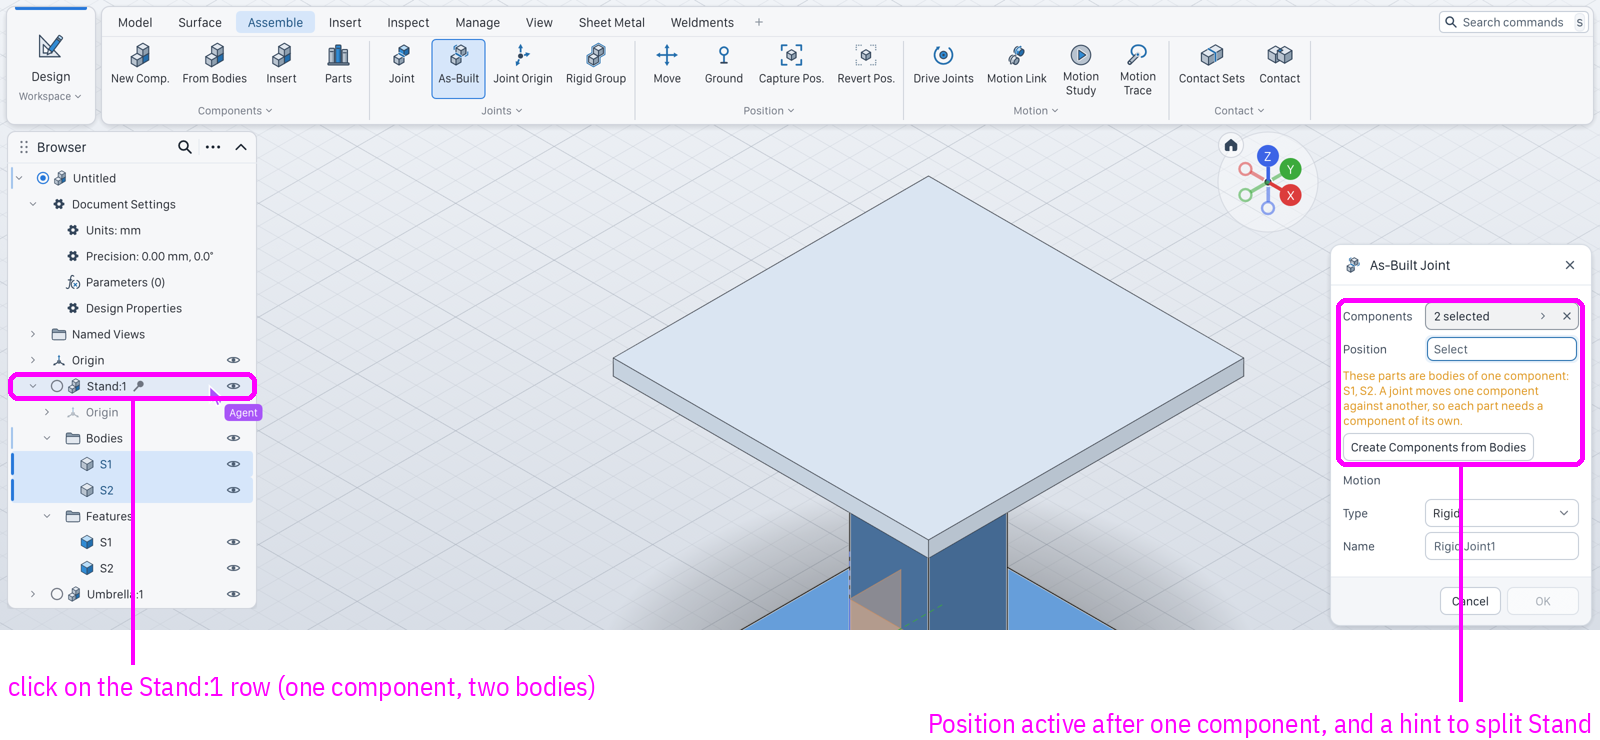 Design
Workspace
Model
Surface
Assemble
Insert
Inspect
Manage
View
Sheet Metal
Weldments
+
Search commands S
New Comp.
From Bodies
Insert
Parts
Components
Joint
As-Built
Joint Origin
Rigid Group
Joints
Move
Ground
Capture Pos.
Revert Pos.
Position
Drive Joints
Motion Link
Motion
Study
Motion
Trace
Motion
Contact Sets
Contact
Contact
Browser
Untitled
Document Settings
Units: mm
Precision: 0.00 mm, 0.0°
Parameters (0)
Design Properties
Named Views
Origin
Stand:1
Agent
Origin
Bodies
S1
S2
Features
S1
S2
Umbrella:1
Z
Y
X
As-Built Joint
Components 2 selected
Position Select
These parts are bodies of one component:
S1, S2. A joint moves one component
against another, so each part needs a
component of its own.
Create Components from Bodies
Motion
Type Rigid
Name Rigid Joint1
Cancel OK
click on the Stand:1 row (one component, two bodies)
Position active after one component, and a hint to split Stand